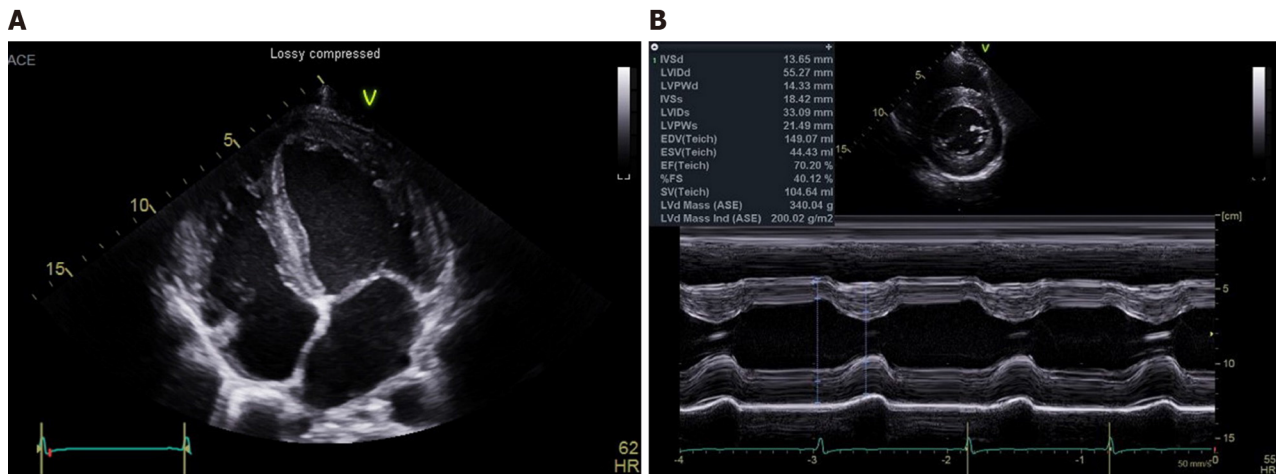 A
Lossy compressed
ACE
V
5
10
15
62
HR
B
1 IVSd 13.65 mm
LVIDd 55.27 mm
LVPWd 14.33 mm
IVSs 18.42 mm
LVIDs 33.09 mm
LVPWs 21.49 mm
EDV(Teich) 149.07 ml
ESV(Teich) 44.43 ml
EF(Teich) 70.20 %
%FS 40.12 %
SV(Teich) 104.64 ml
LVd Mass (ASE) 340.04 g
LVd Mass Ind (ASE) 200.02 g/m2
V
5
10
15
[cm]
5
10
15
-4 -3 -2 -1 0
50 mm/s
55
HR